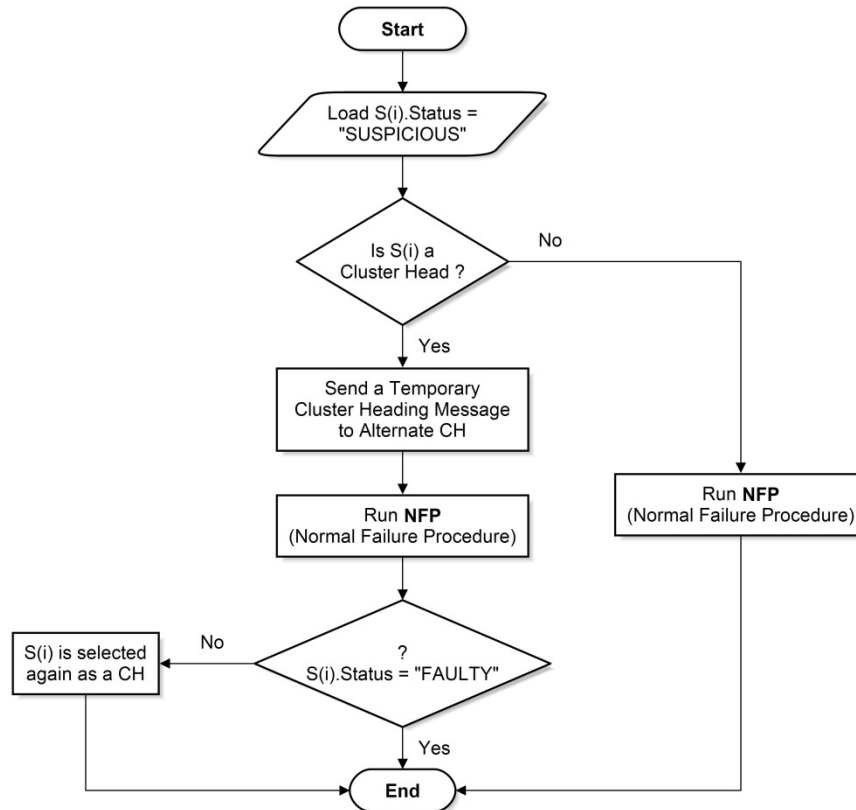 Start
Load S(i).Status =
"SUSPICIOUS"
Is S(i) a
Cluster Head ?
No
Yes
Send a Temporary
Cluster Heading Message
to Alternate CH
Run NFP
(Normal Failure Procedure)
Run NFP
(Normal Failure Procedure)
?
S(i).Status = "FAULTY"
No
S(i) is selected
again as a CH
Yes
End